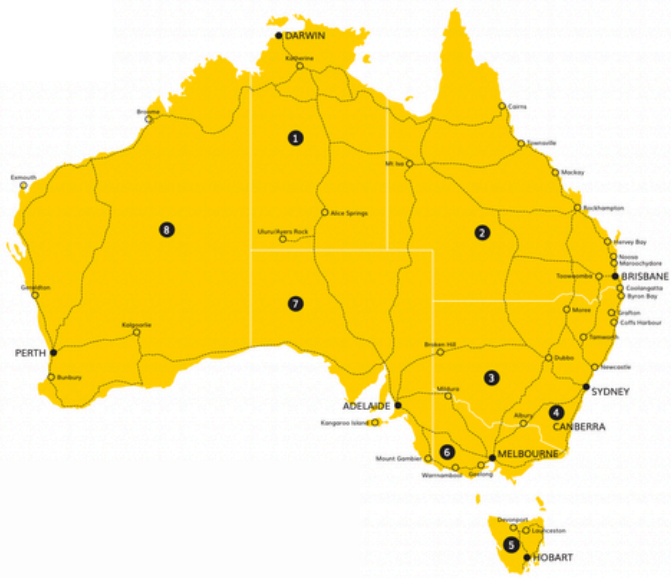 DARWIN
Katherine
Broome
Cairns
1
Townsville
Mt Isa
Mackay
Exmouth
Rockhampton
Alice Springs
8
Uluru/Ayers Rock
2
Hervey Bay
Noosa
Maroochydore
Toowoomba
BRISBANE
Coolangatta
Geraldton
Byron Bay
7
Moree
Grafton
Coffs Harbour
Kalgoorlie
Tamworth
PERTH
Broken Hill
Dubbo
Newcastle
Bunbury
3
SYDNEY
Mildura
ADELAIDE
4
Albury
Kangaroo Island
CANBERRA
6
MELBOURNE
Mount Gambier
Warrnambool
Geelong
Devonport
Launceston
5
HOBART